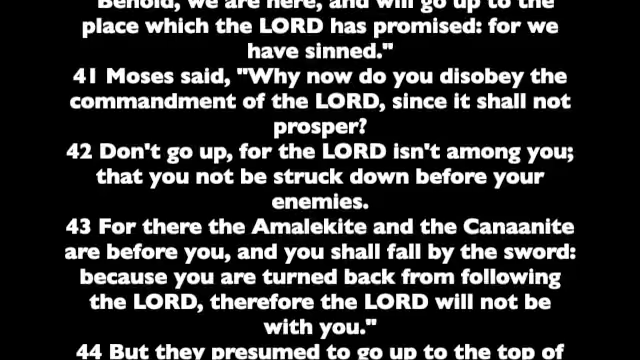 "Behold, we are here, and will go up to the
place which the LORD has promised: for we
have sinned."
41 Moses said, "Why now do you disobey the
commandment of the LORD, since it shall not
prosper?
42 Don't go up, for the LORD isn't among you;
that you not be struck down before your
enemies.
43 For there the Amalekite and the Canaanite
are before you, and you shall fall by the sword:
because you are turned back from following
the LORD, therefore the LORD will not be
with you."
44 But they presumed to go up to the top of